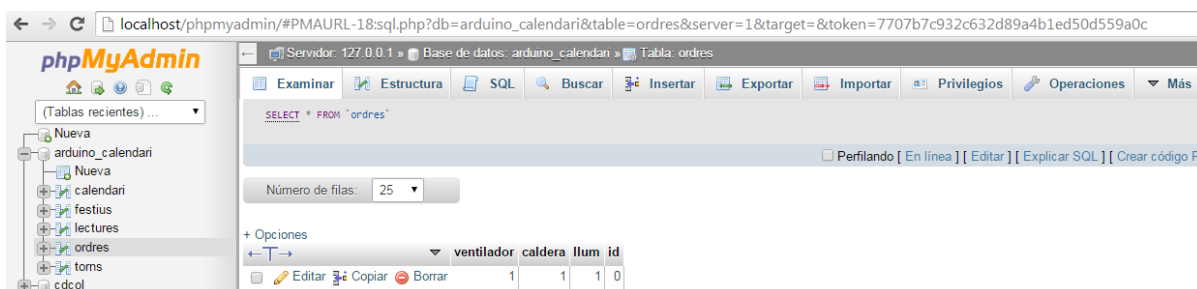 localhost/phpmyadmin/#PMAURL-18:sql.php?db=arduino_calendari&table=ordres&server=1&target=&token=7707b7c932c632d89a4b1ed50d559a0c
phpMyAdmin
(Tablas recientes) ...
Nueva
arduino_calendari
Nueva
calendari
festius
lectures
ordres
torns
cdcol
Servidor: 127.0.0.1 » Base de datos: arduino_calendari » Tabla: ordres
Examinar Estructura SQL Buscar Insertar Exportar Importar Privilegios Operaciones Más
SELECT * FROM `ordres`
Perfilando [ En línea ] [ Editar ] [ Explicar SQL ] [ Crear código P
Número de filas: 25
+ Opciones
←T→ ventilador caldera llum id
Editar Copiar Borrar 1 1 1 0